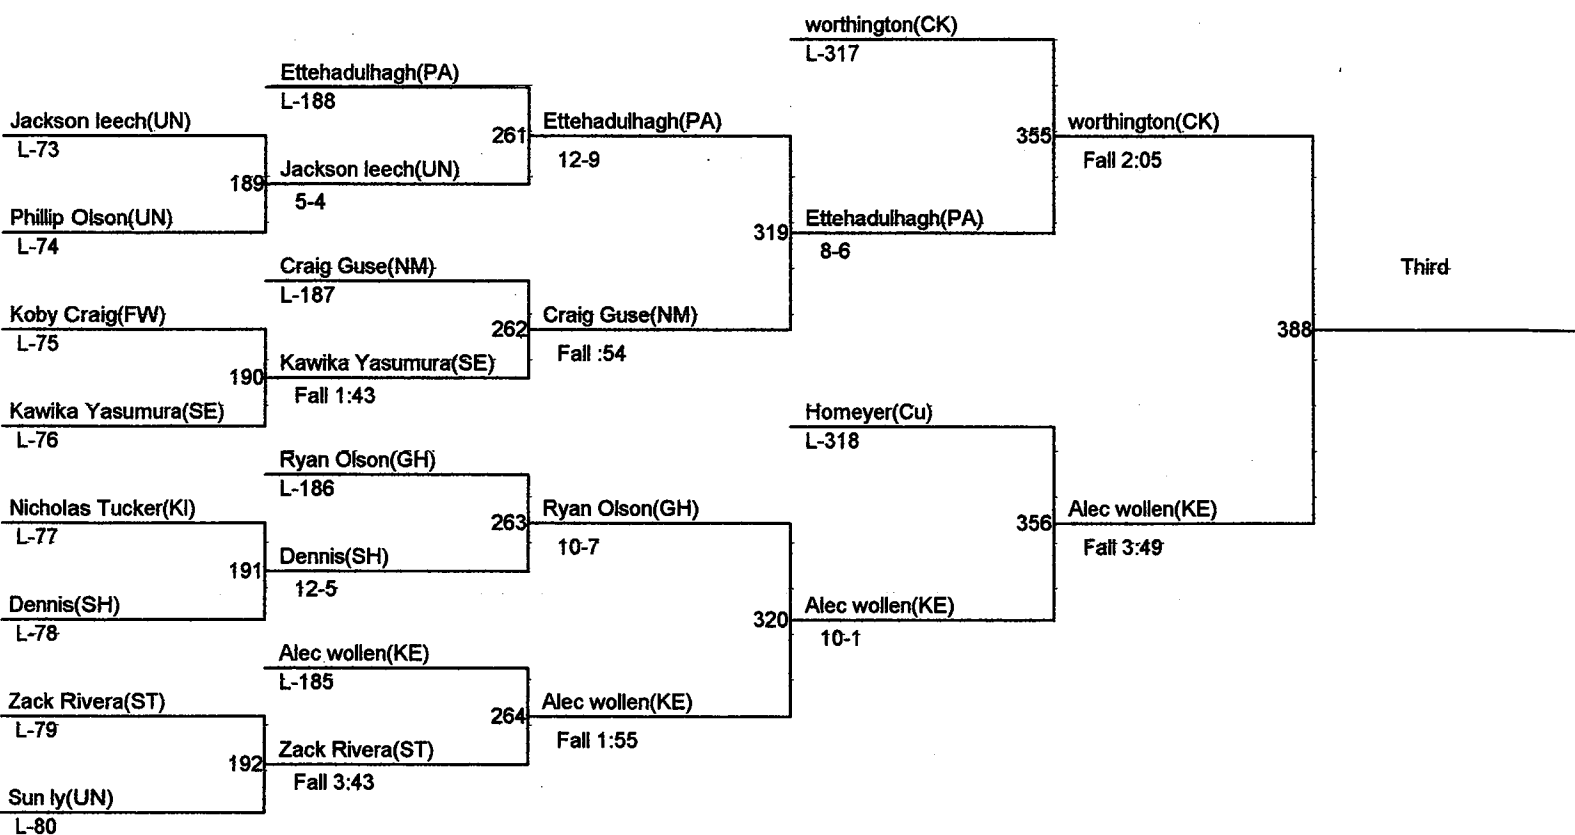 worthington(CK)
L-317
Ettehadulhagh(PA)
L-188
Jackson leech(UN)
L-73
261
Ettehadulhagh(PA)
12-9
355
worthington(CK)
Fall 2:05
189
Jackson leech(UN)
5-4
Phillip Olson(UN)
L-74
319
Ettehadulhagh(PA)
8-6
Craig Guse(NM)
L-187
Third
Koby Craig(FW)
L-75
262
Craig Guse(NM)
Fall :54
388
190
Kawika Yasumura(SE)
Fall 1:43
Kawika Yasumura(SE)
L-76
Homeyer(Cu)
L-318
Ryan Olson(GH)
L-186
Nicholas Tucker(KI)
L-77
263
Ryan Olson(GH)
10-7
356
Alec wollen(KE)
Fall 3:49
191
Dennis(SH)
12-5
Dennis(SH)
L-78
320
Alec wollen(KE)
10-1
Alec wollen(KE)
L-185
Zack Rivera(ST)
L-79
264
Alec wollen(KE)
Fall 1:55
192
Zack Rivera(ST)
Fall 3:43
Sun ly(UN)
L-80